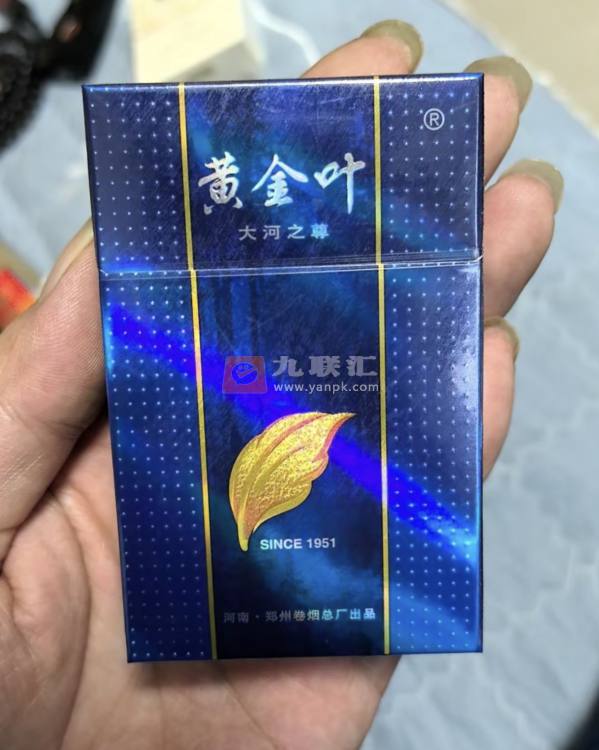 ®
黄金叶
大河之尊
九联汇
www.yanpk.com
SINCE 1951
河南·郑州卷烟总厂出品